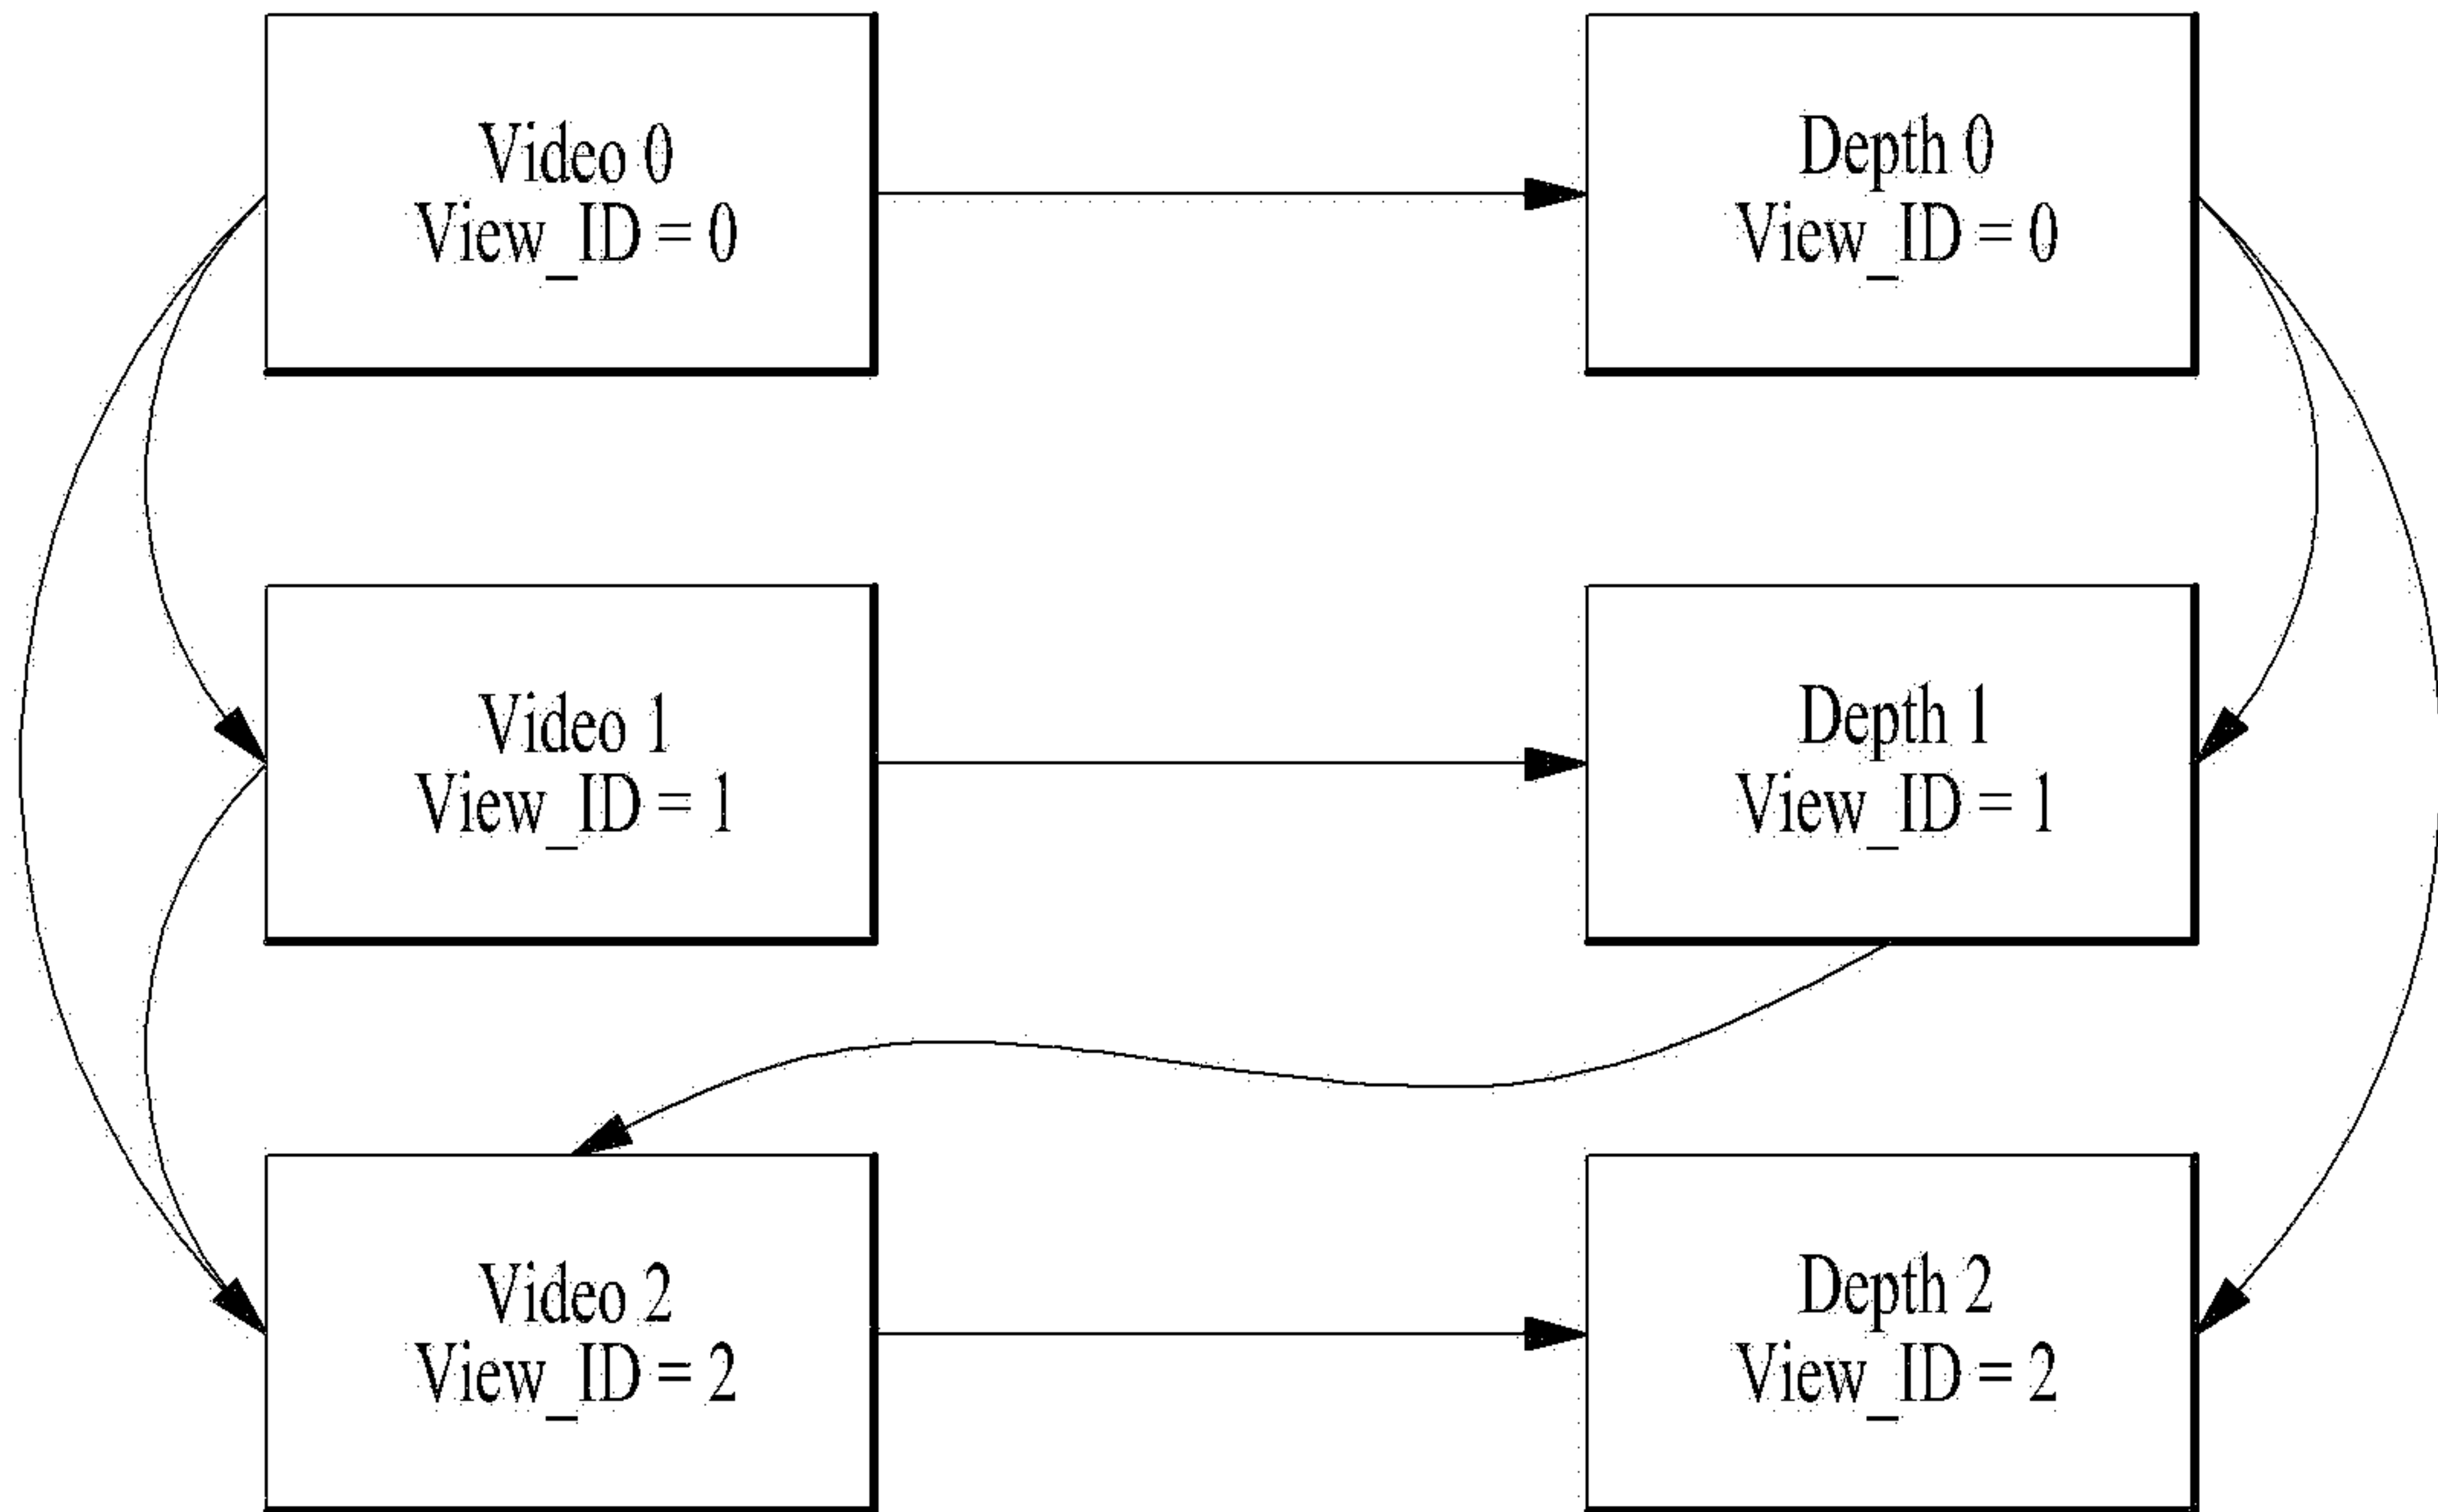 Video 0
View_ID = 0
Depth 0
View_ID = 0
Video 1
View_ID = 1
Depth 1
View_ID = 1
Video 2
View_ID = 2
Depth 2
View_ID = 2